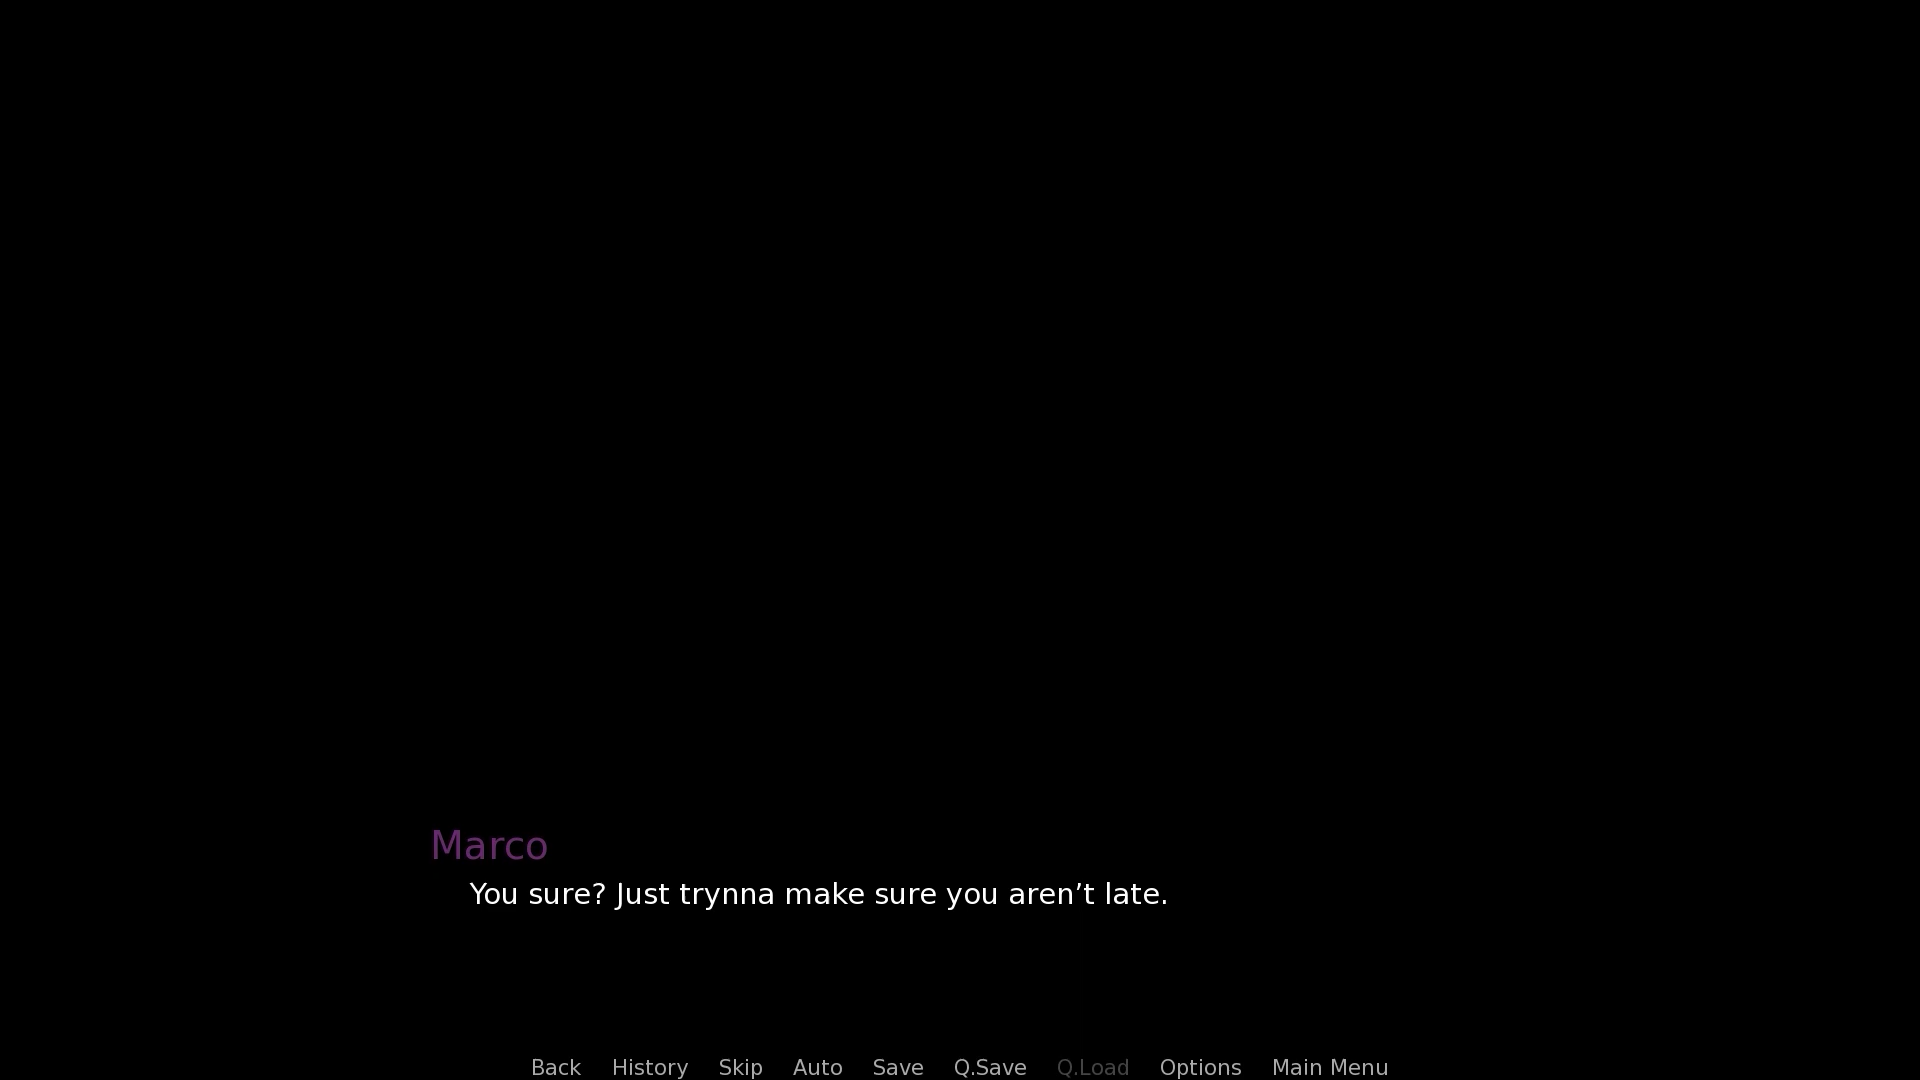 Marco
You sure? Just trynna make sure you aren’t late.
Back History Skip Auto Save Q.Save Q.Load Options Main Menu